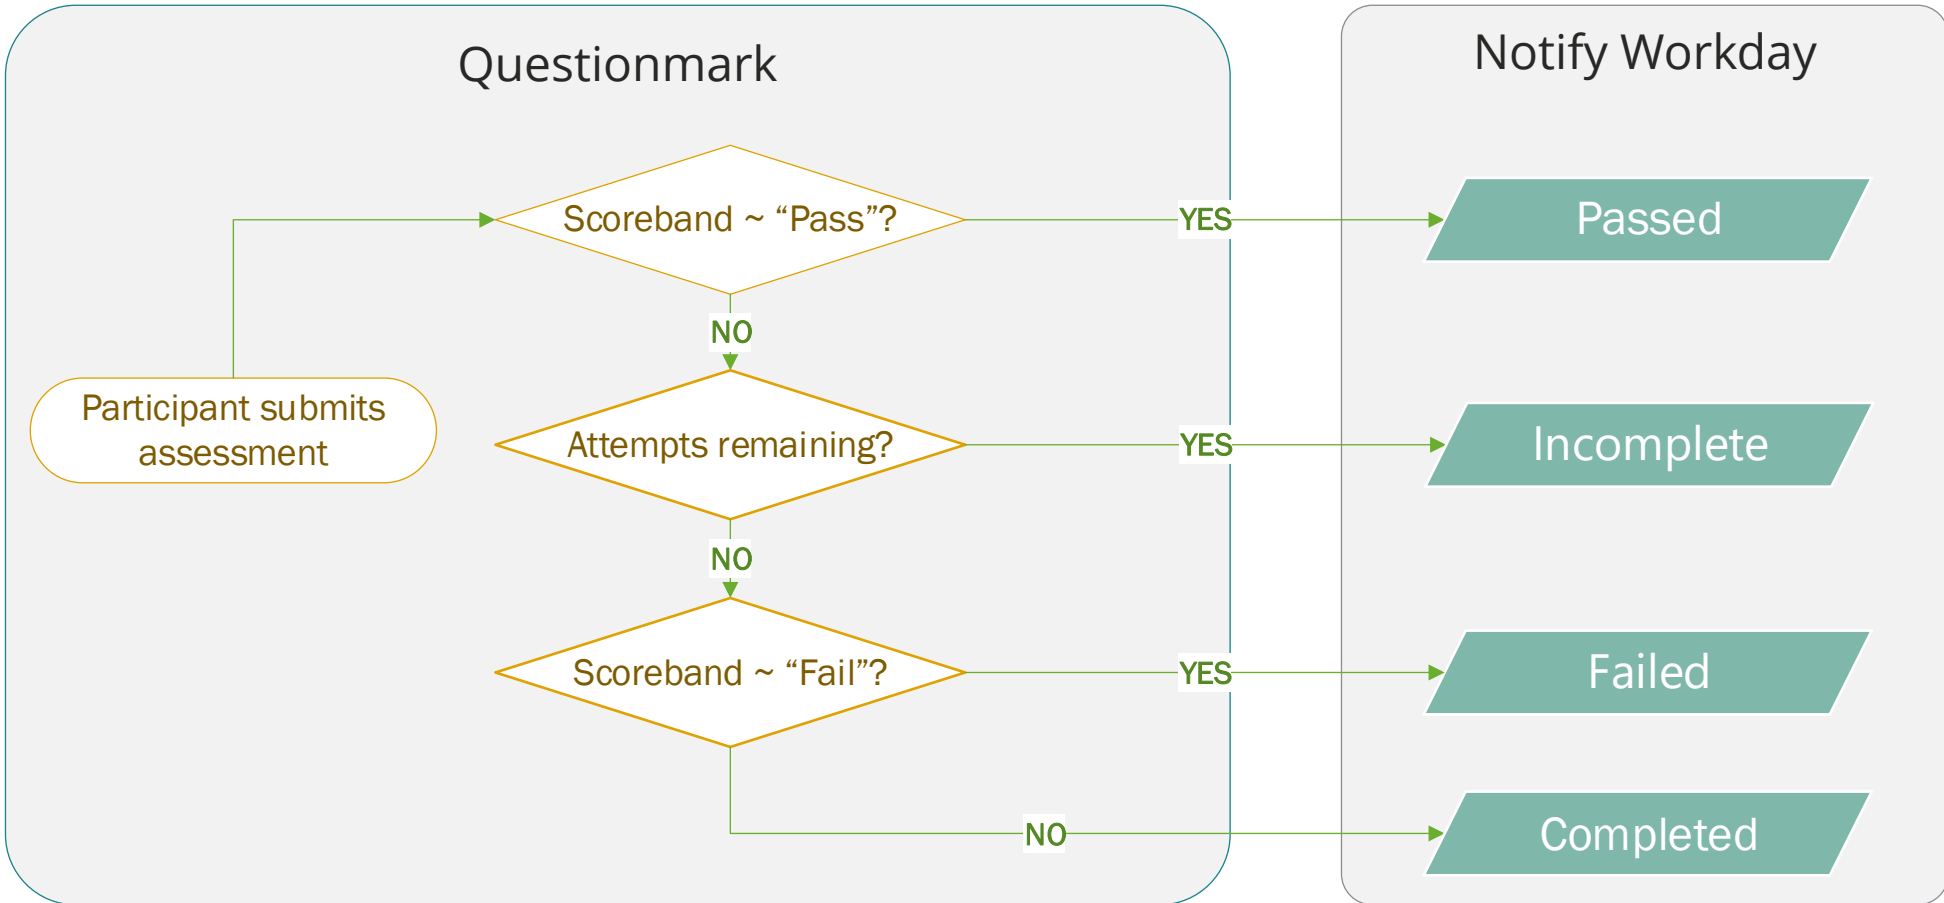 Questionmark
Notify Workday
Scoreband ~ “Pass”?
YES
Passed
NO
Participant submits
assessment
Attempts remaining?
YES
Incomplete
NO
Scoreband ~ “Fail”?
YES
Failed
NO
Completed